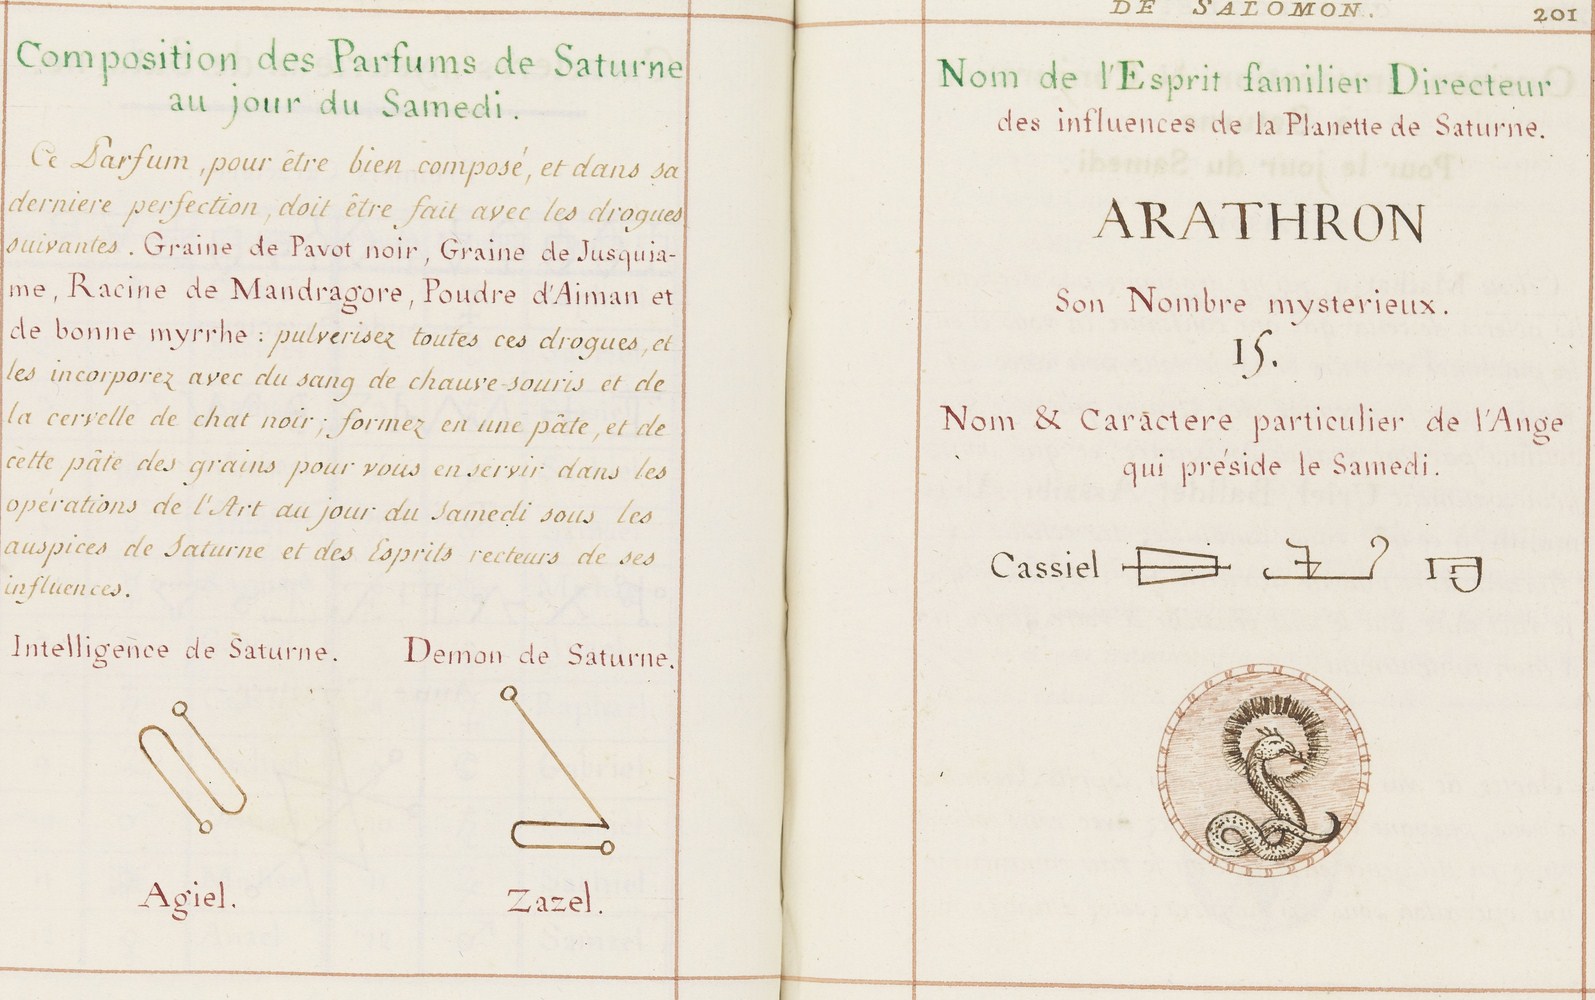 Composition des Parfums de Saturne
au jour du Samedi.
Ce Parfum, pour être bien composé, et dans sa
derniere perfection, doit être fait avec les drogues
suivantes. Graine de Pavot noir, Graine de Jusquia-
me, Racine de Mandragore, Poudre d'Aiman et
de bonne myrrhe : pulverisez toutes ces drogues, et
les incorporez avec du sang de chauve-souris et de
la cervelle de chat noir ; formez en une pâte, et de
cette pâte des grains pour vous en servir dans les
opérations de l'Art au jour du Samedi sous les
auspices de Saturne et des Esprits recteurs de ses
influences.
Intelligence de Saturne. Demon de Saturne.
Agiel. Zazel.
DE SALOMON. 201
Nom de l'Esprit familier Directeur
des influences de la Planette de Saturne.
ARATHRON
Son Nombre mysterieux.
15.
Nom & Caractere particulier de l'Ange
qui préside le Samedi.
Cassiel